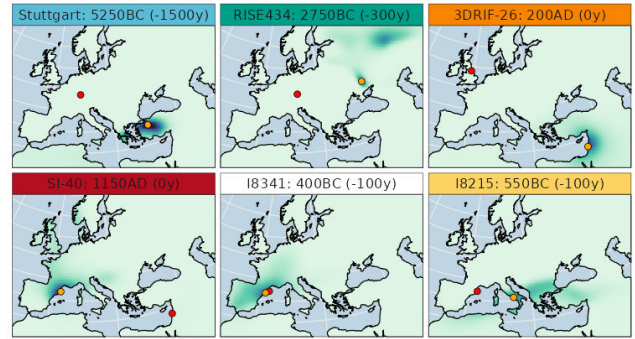 Stuttgart: 5250BC (-1500y)
RISE434: 2750BC (-300y)
3DRIF-26: 200AD (0y)
SI-40: 1150AD (0y)
I8341: 400BC (-100y)
I8215: 550BC (-100y)